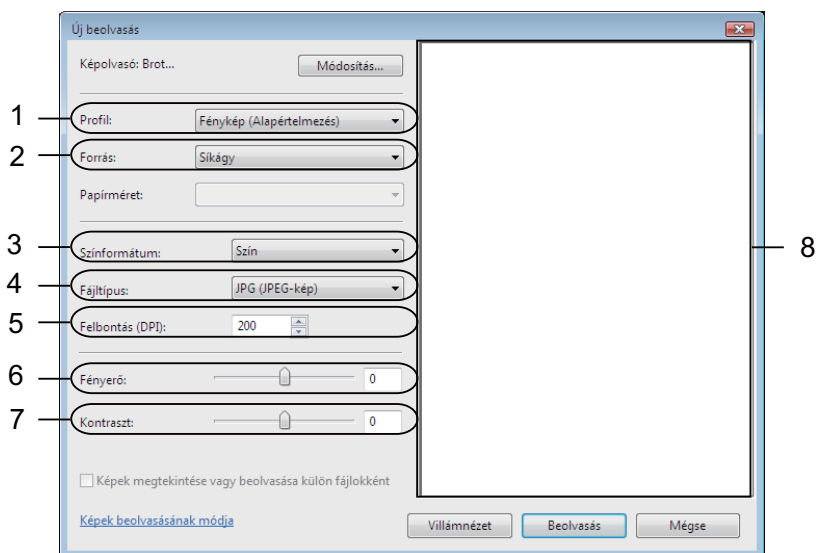 Új beolvasás
Képolvasó: Brot...
Módosítás...
1 Profil: Fénykép (Alapértelmezés)
2 Forrás: Síkágy
Papírméret:
3 Színformátum: Szín
8
4 Fájltípus: JPG (JPEG-kép)
5 Felbontás (DPI): 200
6 Fényerő: 0
7 Kontraszt: 0
Képek megtekintése vagy beolvasása külön fájlokként
Képek beolvasásának módja
Villámnézet Beolvasás Mégse